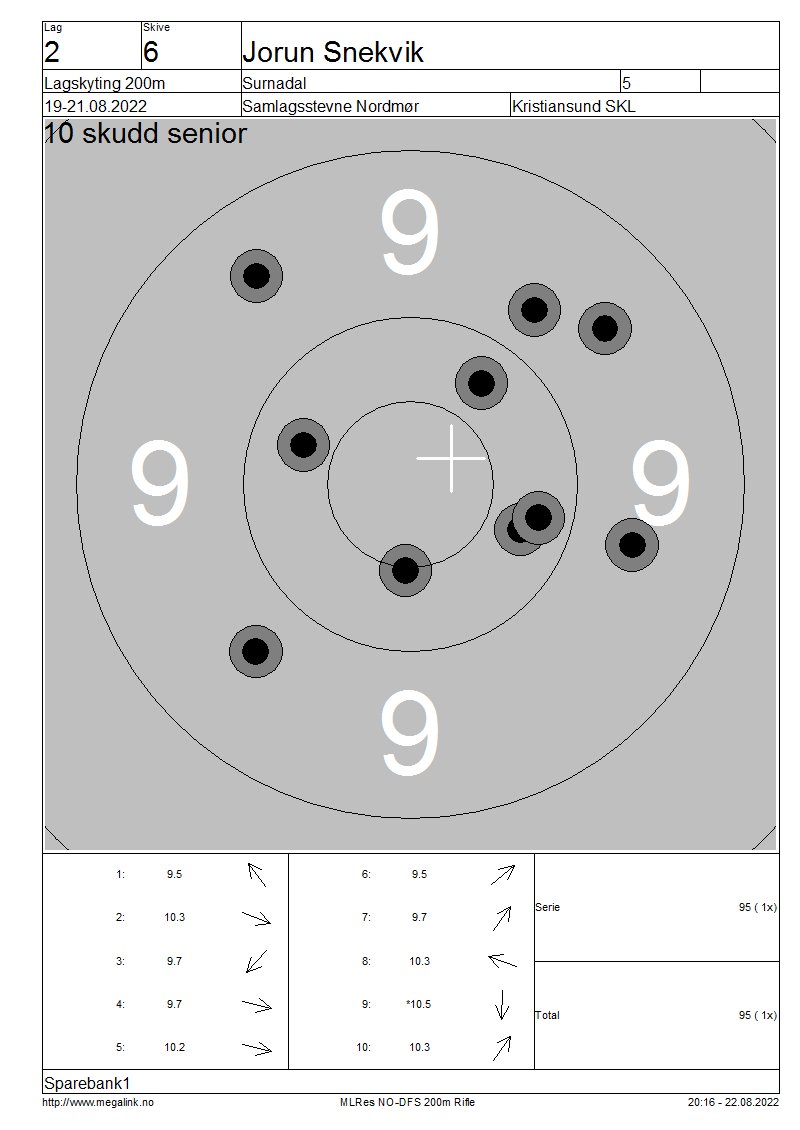 Lag Skive
2 6 Jorun Snekvik
Lagskyting 200m Surnadal 5
19-21.08.2022 Samlagsstevne Nordmør Kristiansund SKL
10 skudd senior
9
9 9
9
1: 9.5 6: 9.5
Serie 95 ( 1x)
2: 10.3 7: 9.7
3: 9.7 8: 10.3
4: 9.7 9: *10.5
Total 95 ( 1x)
5: 10.2 10: 10.3
Sparebank1
http://www.megalink.no MLRes NO-DFS 200m Rifle 20:16 - 22.08.2022